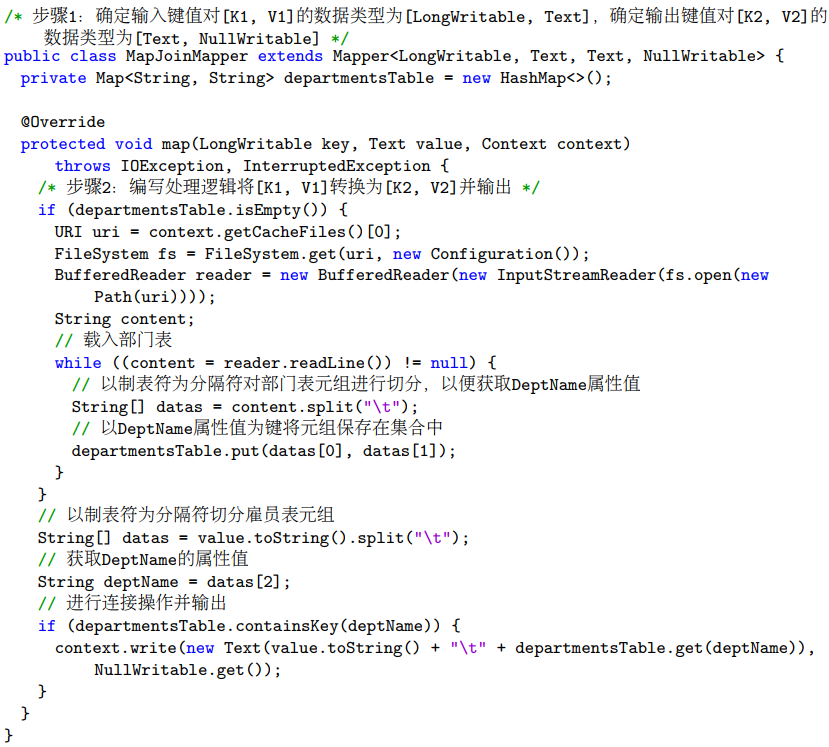 /* 步骤1：确定输入键值对[K1, V1]的数据类型为[LongWritable, Text]，确定输出键值对[K2, V2]的
数据类型为[Text, NullWritable] */
public class MapJoinMapper extends Mapper<LongWritable, Text, Text, NullWritable> {
private Map<String, String> departmentsTable = new HashMap<>();
@Override
protected void map(LongWritable key, Text value, Context context)
throws IOException, InterruptedException {
/* 步骤2：编写处理逻辑将[K1, V1]转换为[K2, V2]并输出 */
if (departmentsTable.isEmpty()) {
URI uri = context.getCacheFiles()[0];
FileSystem fs = FileSystem.get(uri, new Configuration());
BufferedReader reader = new BufferedReader(new InputStreamReader(fs.open(new
Path(uri))));
String content;
// 载入部门表
while ((content = reader.readLine()) != null) {
// 以制表符为分隔符对部门表元组进行切分，以便获取DeptName属性值
String[] datas = content.split("\t");
// 以DeptName属性值为键将元组保存在集合中
departmentsTable.put(datas[0], datas[1]);
}
}
// 以制表符为分隔符切分雇员表元组
String[] datas = value.toString().split("\t");
// 获取DeptName的属性值
String deptName = datas[2];
// 进行连接操作并输出
if (departmentsTable.containsKey(deptName)) {
context.write(new Text(value.toString() + "\t" + departmentsTable.get(deptName)),
NullWritable.get());
}
}
}